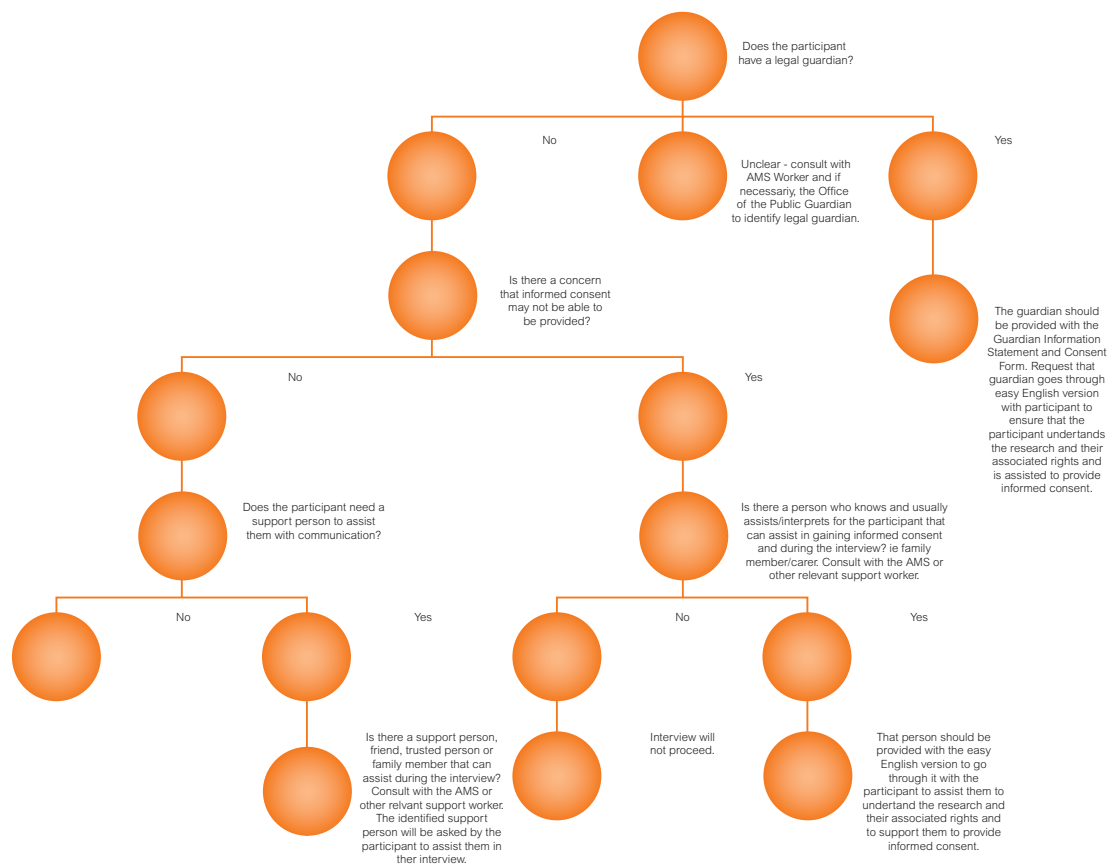 Does the participant
have a legal guardian?
No
Unclear - consult with
AMS Worker and if
necessariy, the Office
of the Public Guardian
to identify legal guardian.
Yes
Is there a concern
that informed consent
may not be able to
be provided?
The guardian should
be provided with the
Guardian Information
Statement and Consent
Form. Request that
guardian goes through
easy English version
with participant to
ensure that the
participant undertands
the research and their
associated rights and
is assisted to provide
informed consent.
No
Yes
Does the participant need a
support person to assist
them with communication?
Is there a person who knows and usually
assists/interprets for the participant that
can assist in gaining informed consent
and during the interview? ie family
member/carer. Consult with the AMS or
other relevant support worker.
No
Yes
No
Yes
Is there a support person,
friend, trusted person or
family member that can
assist during the interview?
Consult with the AMS or
other relvant support worker.
The identified support
person will be asked by the
participant to assist them in
ther interview.
Interview will
not proceed.
That person should be
provided with the easy
English version to go
through it with the
participant to assist them to
undertand the research and
their associated rights and
to support them to provide
informed consent.